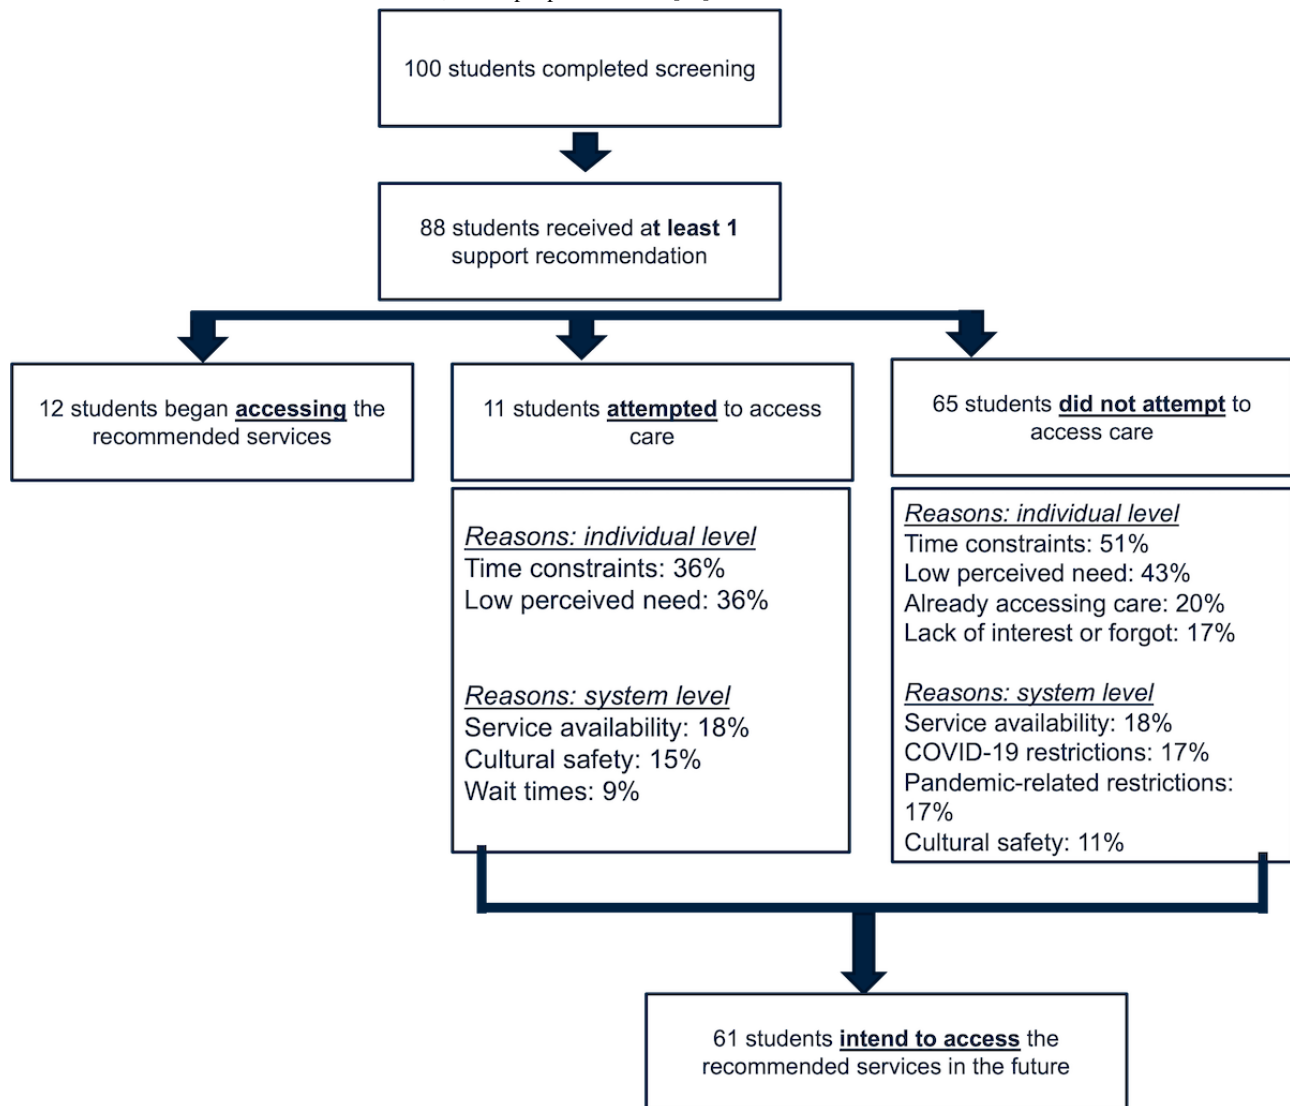 100 students completed screening
88 students received at least 1
support recommendation
12 students began accessing the
recommended services
11 students attempted to access
care
65 students did not attempt to
access care
Reasons: individual level
Time constraints: 36%
Low perceived need: 36%
Reasons: system level
Service availability: 18%
Cultural safety: 15%
Wait times: 9%
Reasons: individual level
Time constraints: 51%
Low perceived need: 43%
Already accessing care: 20%
Lack of interest or forgot: 17%
Reasons: system level
Service availability: 18%
COVID-19 restrictions: 17%
Pandemic-related restrictions:
17%
Cultural safety: 11%
61 students intend to access the
recommended services in the future